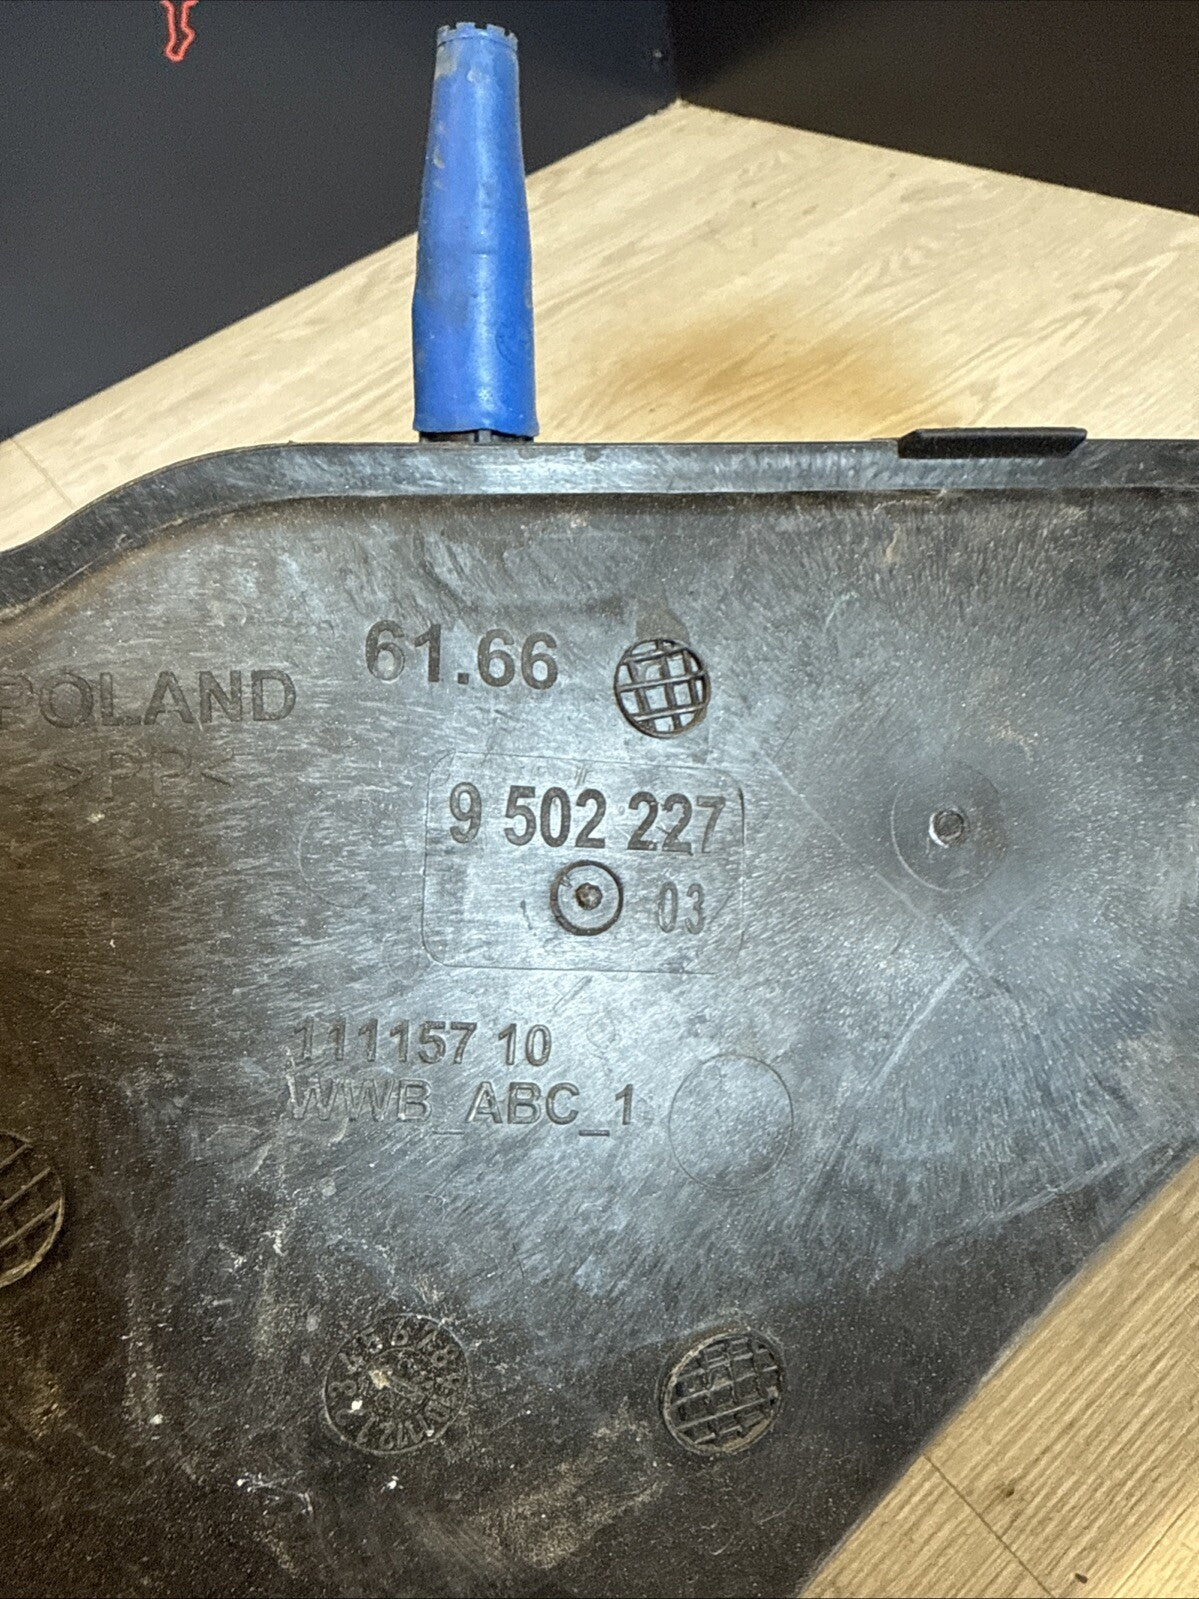 61.66
POLAND
>PP<
9 502 227
03
111157 10
WWB_ABC_1